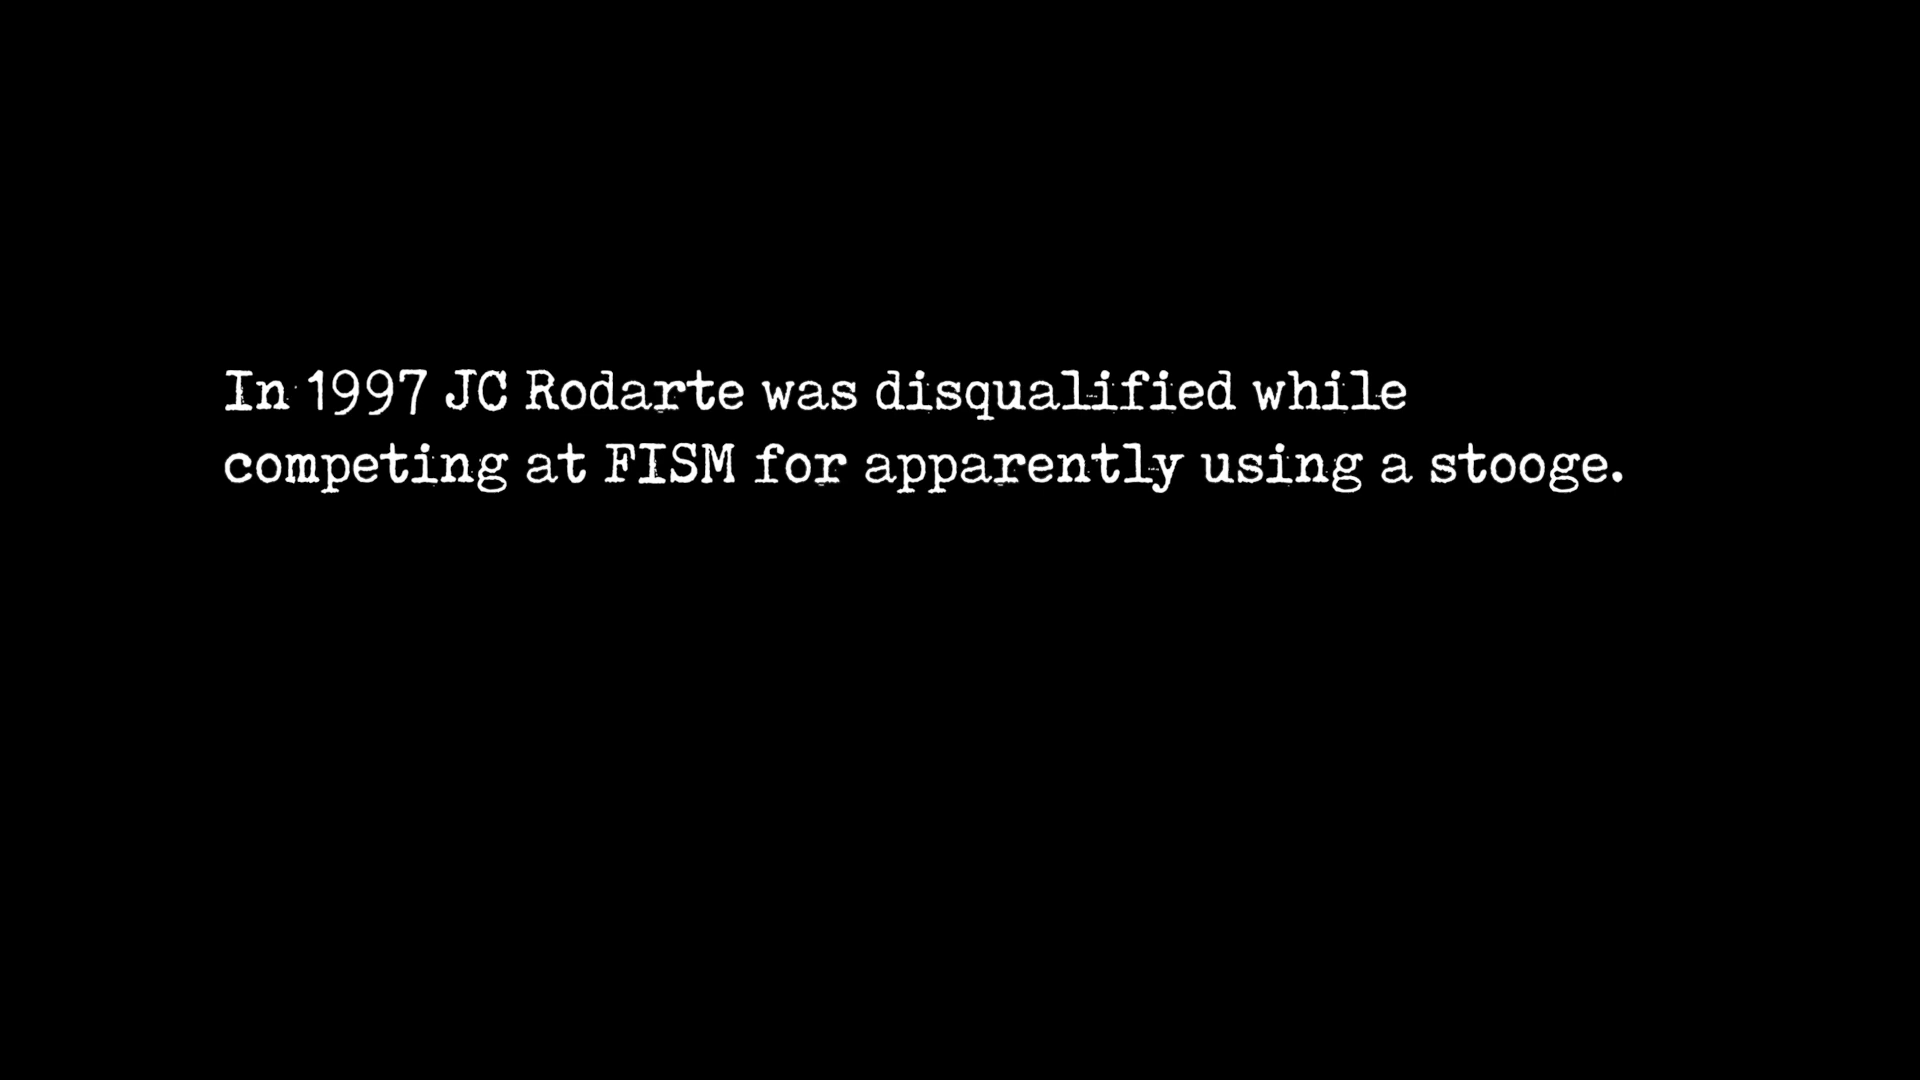 In 1997 JC Rodarte was disqualified while
competing at FISM for apparently using a stooge.